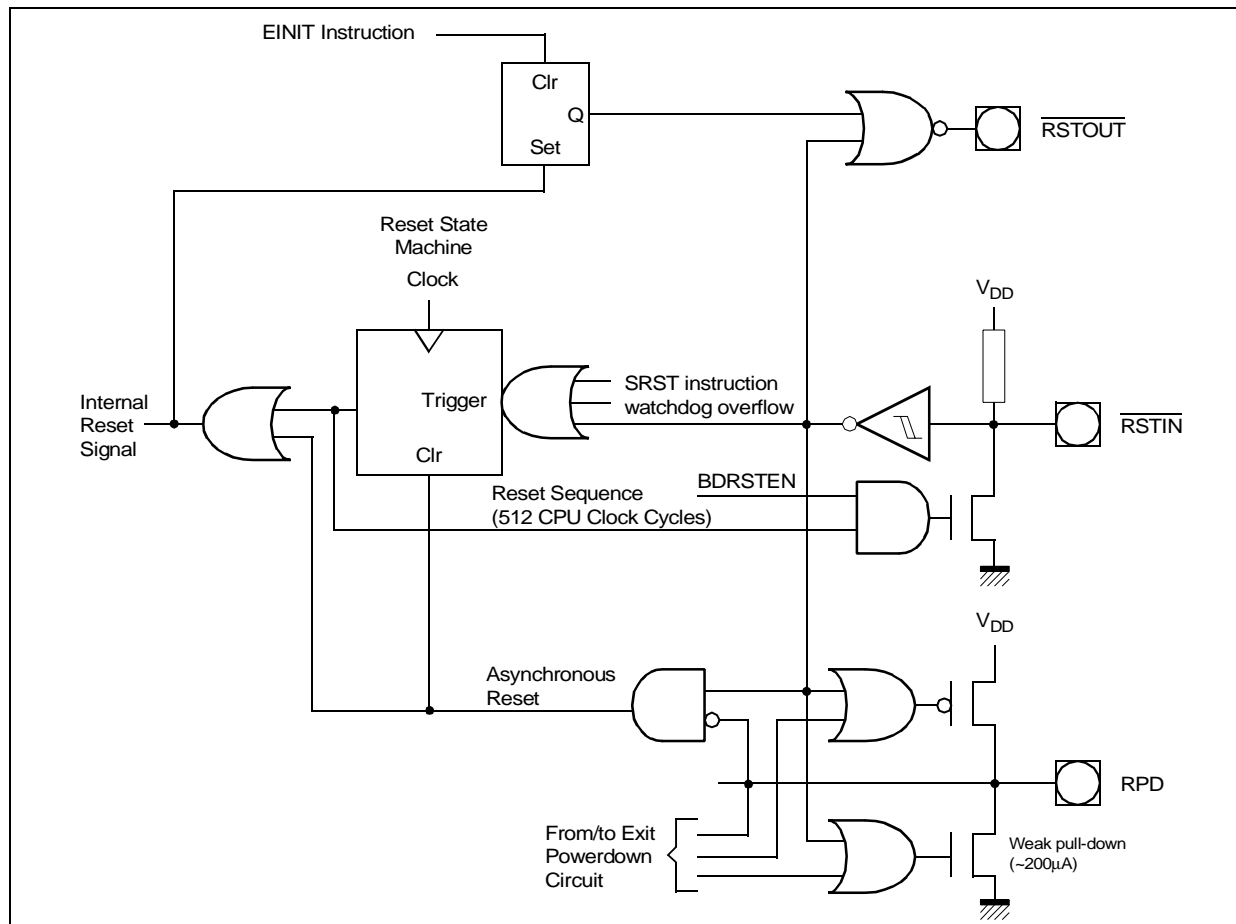 EINIT Instruction
Clr
Q
Set
RSTOUT
Reset State
Machine
Clock
VDD
Trigger
Clr
SRST instruction
watchdog overflow
Internal
Reset
Signal
RSTIN
BDRSTEN
Reset Sequence
(512 CPU Clock Cycles)
VDD
Asynchronous
Reset
RPD
From/to Exit
Powerdown
Circuit
Weak pull-down
(~200µA)